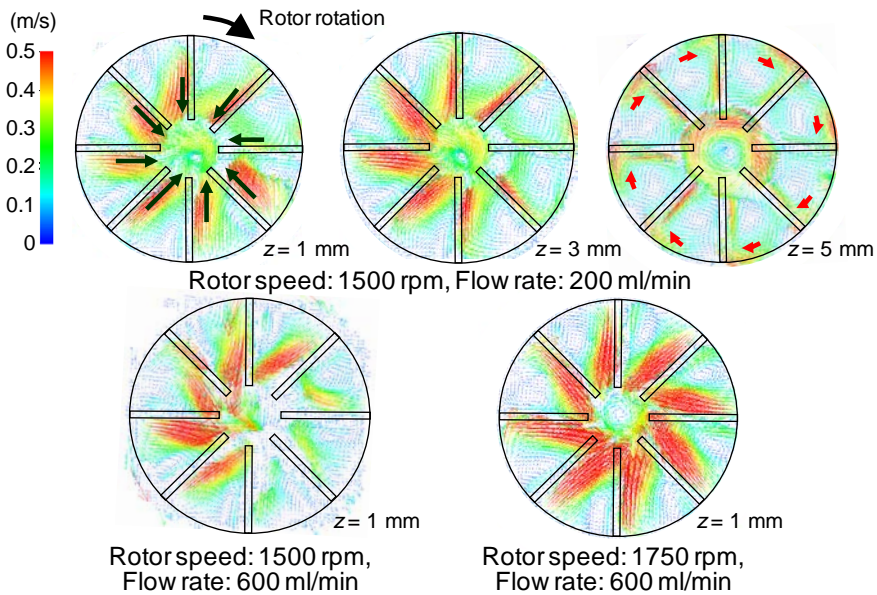 (m/s)
Rotor rotation
0.5
0.4
0.3
0.2
0.1
0
z = 1 mm
z = 3 mm
z = 5 mm
Rotor speed: 1500 rpm, Flow rate: 200 ml/min
z = 1 mm
z = 1 mm
Rotor speed: 1500 rpm,
Flow rate: 600 ml/min
Rotor speed: 1750 rpm,
Flow rate: 600 ml/min